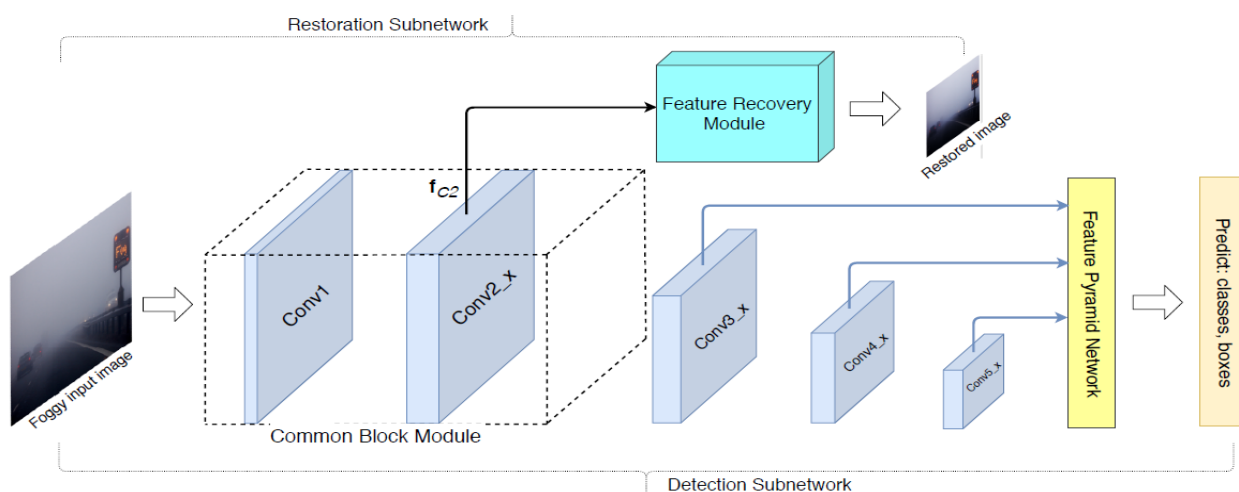 Restoration Subnetwork
Feature Recovery
Module
Restored image
f_C2
Foggy input image
Conv1
Conv2_x
Conv3_x
Conv4_x
Conv5_x
Feature Pyramid Network
Predict: classes, boxes
Common Block Module
Detection Subnetwork